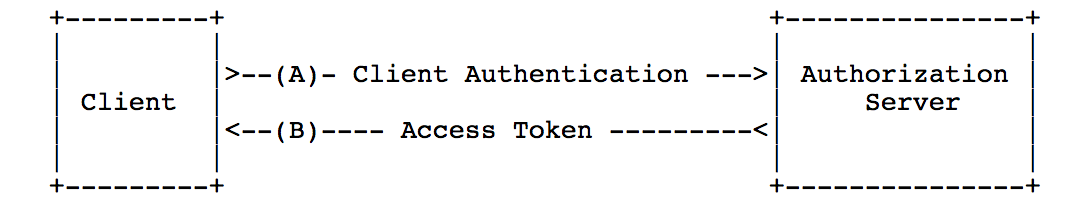 +---------+                                  +---------------+
|         |                                  |               |
|         |>--(A)- Client Authentication --->| Authorization |
| Client  |                                  |     Server    |
|         |<--(B)---- Access Token ---------<|               |
|         |                                  |               |
+---------+                                  +---------------+